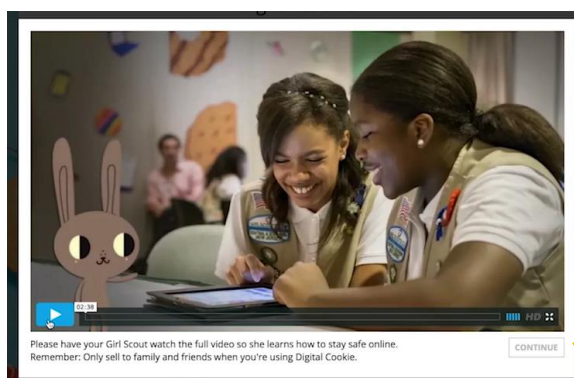 02:38
HD
Please have your Girl Scout watch the full video so she learns how to stay safe online.
Remember: Only sell to family and friends when you're using Digital Cookie.
CONTINUE